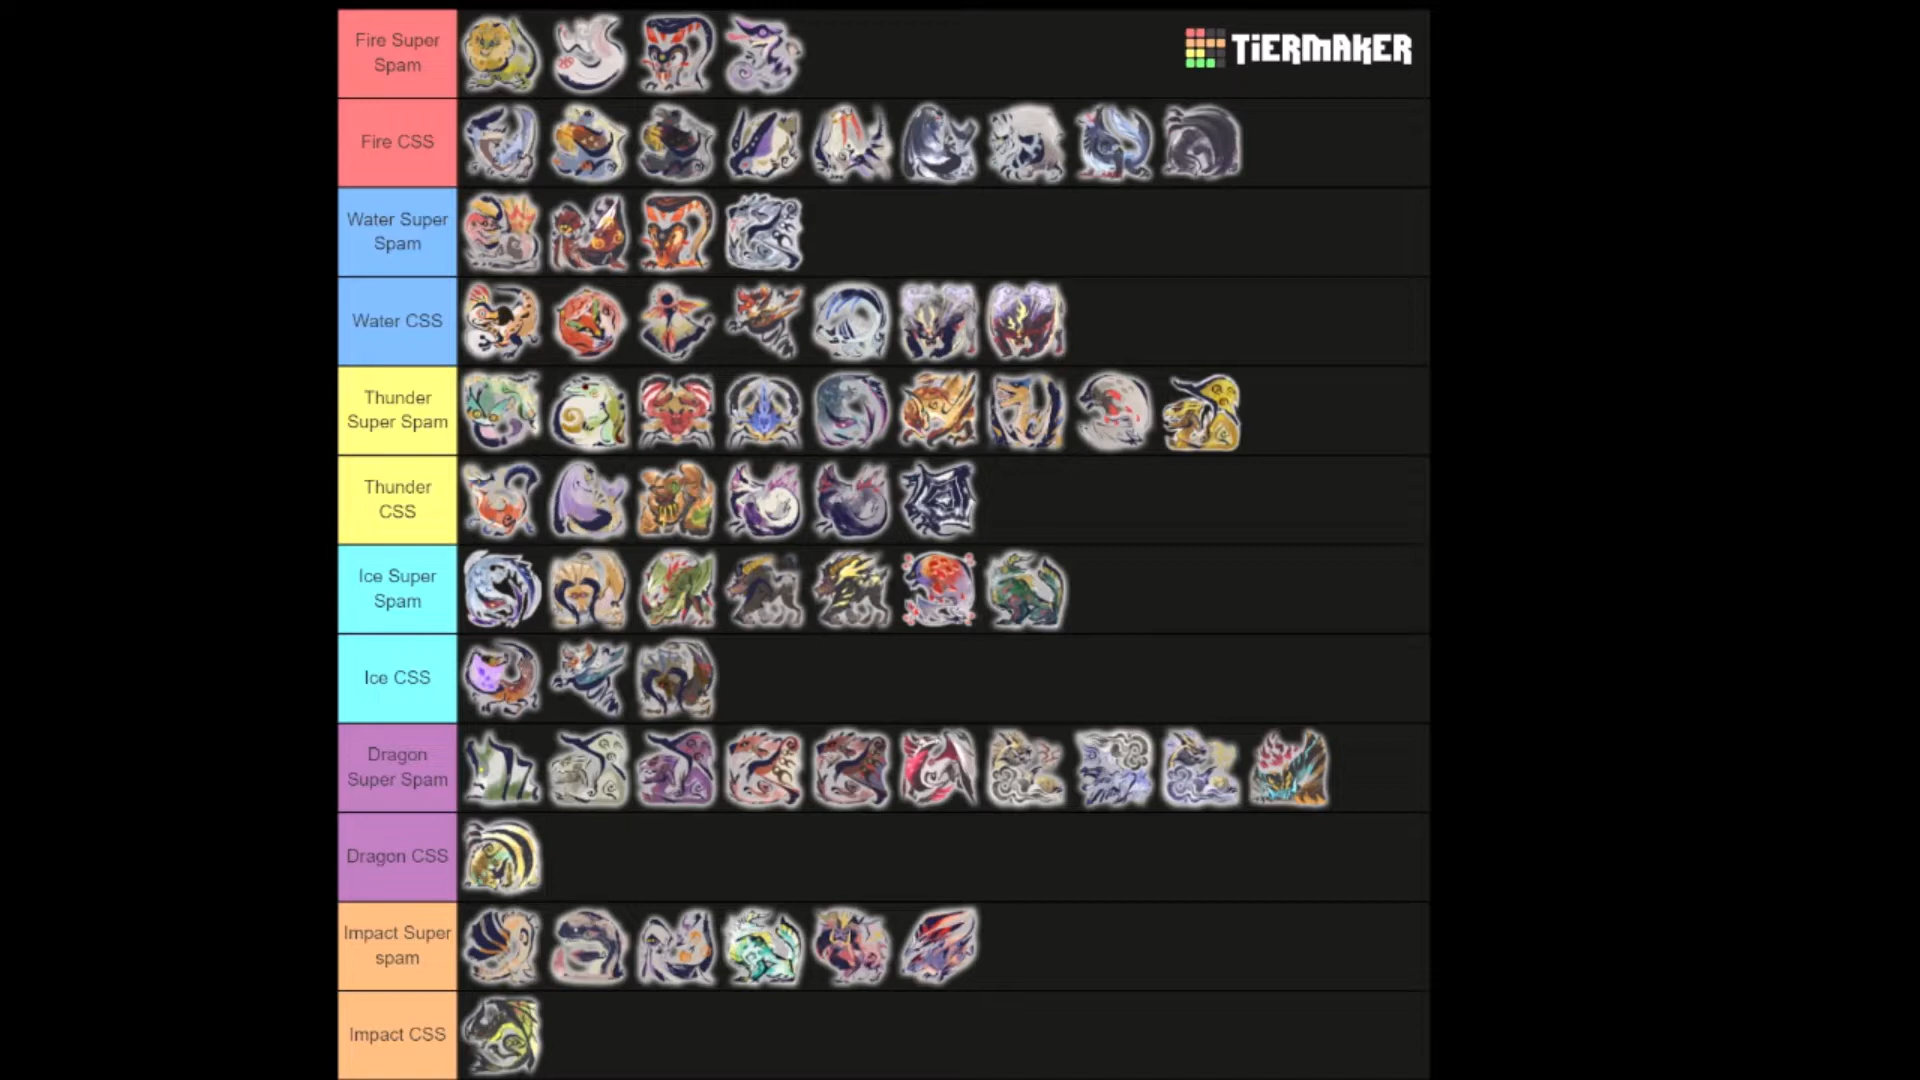 Fire Super
Spam
TiERMAKER
Fire CSS
Water Super
Spam
Water CSS
Thunder
Super Spam
Thunder
CSS
Ice Super
Spam
Ice CSS
Dragon
Super Spam
Dragon CSS
Impact Super
spam
Impact CSS